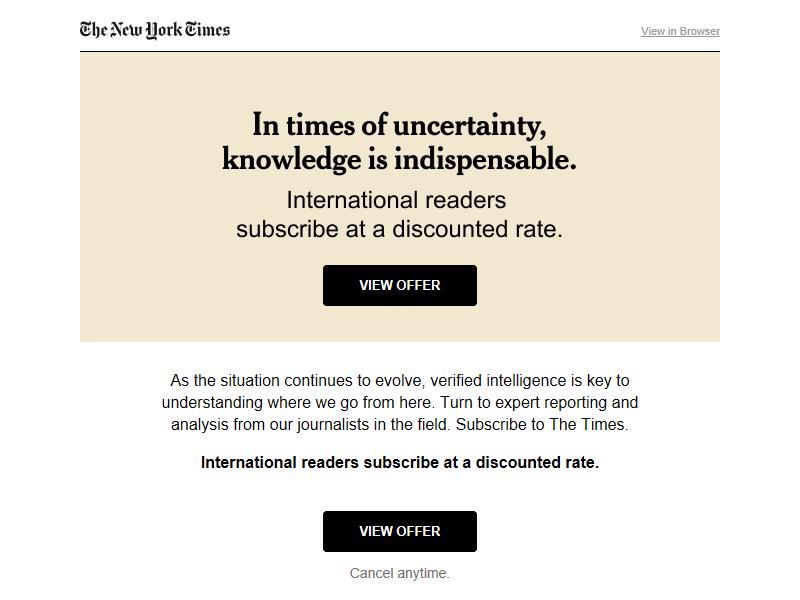 The New York Times
View in Browser
In times of uncertainty,
knowledge is indispensable.
International readers
subscribe at a discounted rate.
VIEW OFFER
As the situation continues to evolve, verified intelligence is key to
understanding where we go from here. Turn to expert reporting and
analysis from our journalists in the field. Subscribe to The Times.
International readers subscribe at a discounted rate.
VIEW OFFER
Cancel anytime.